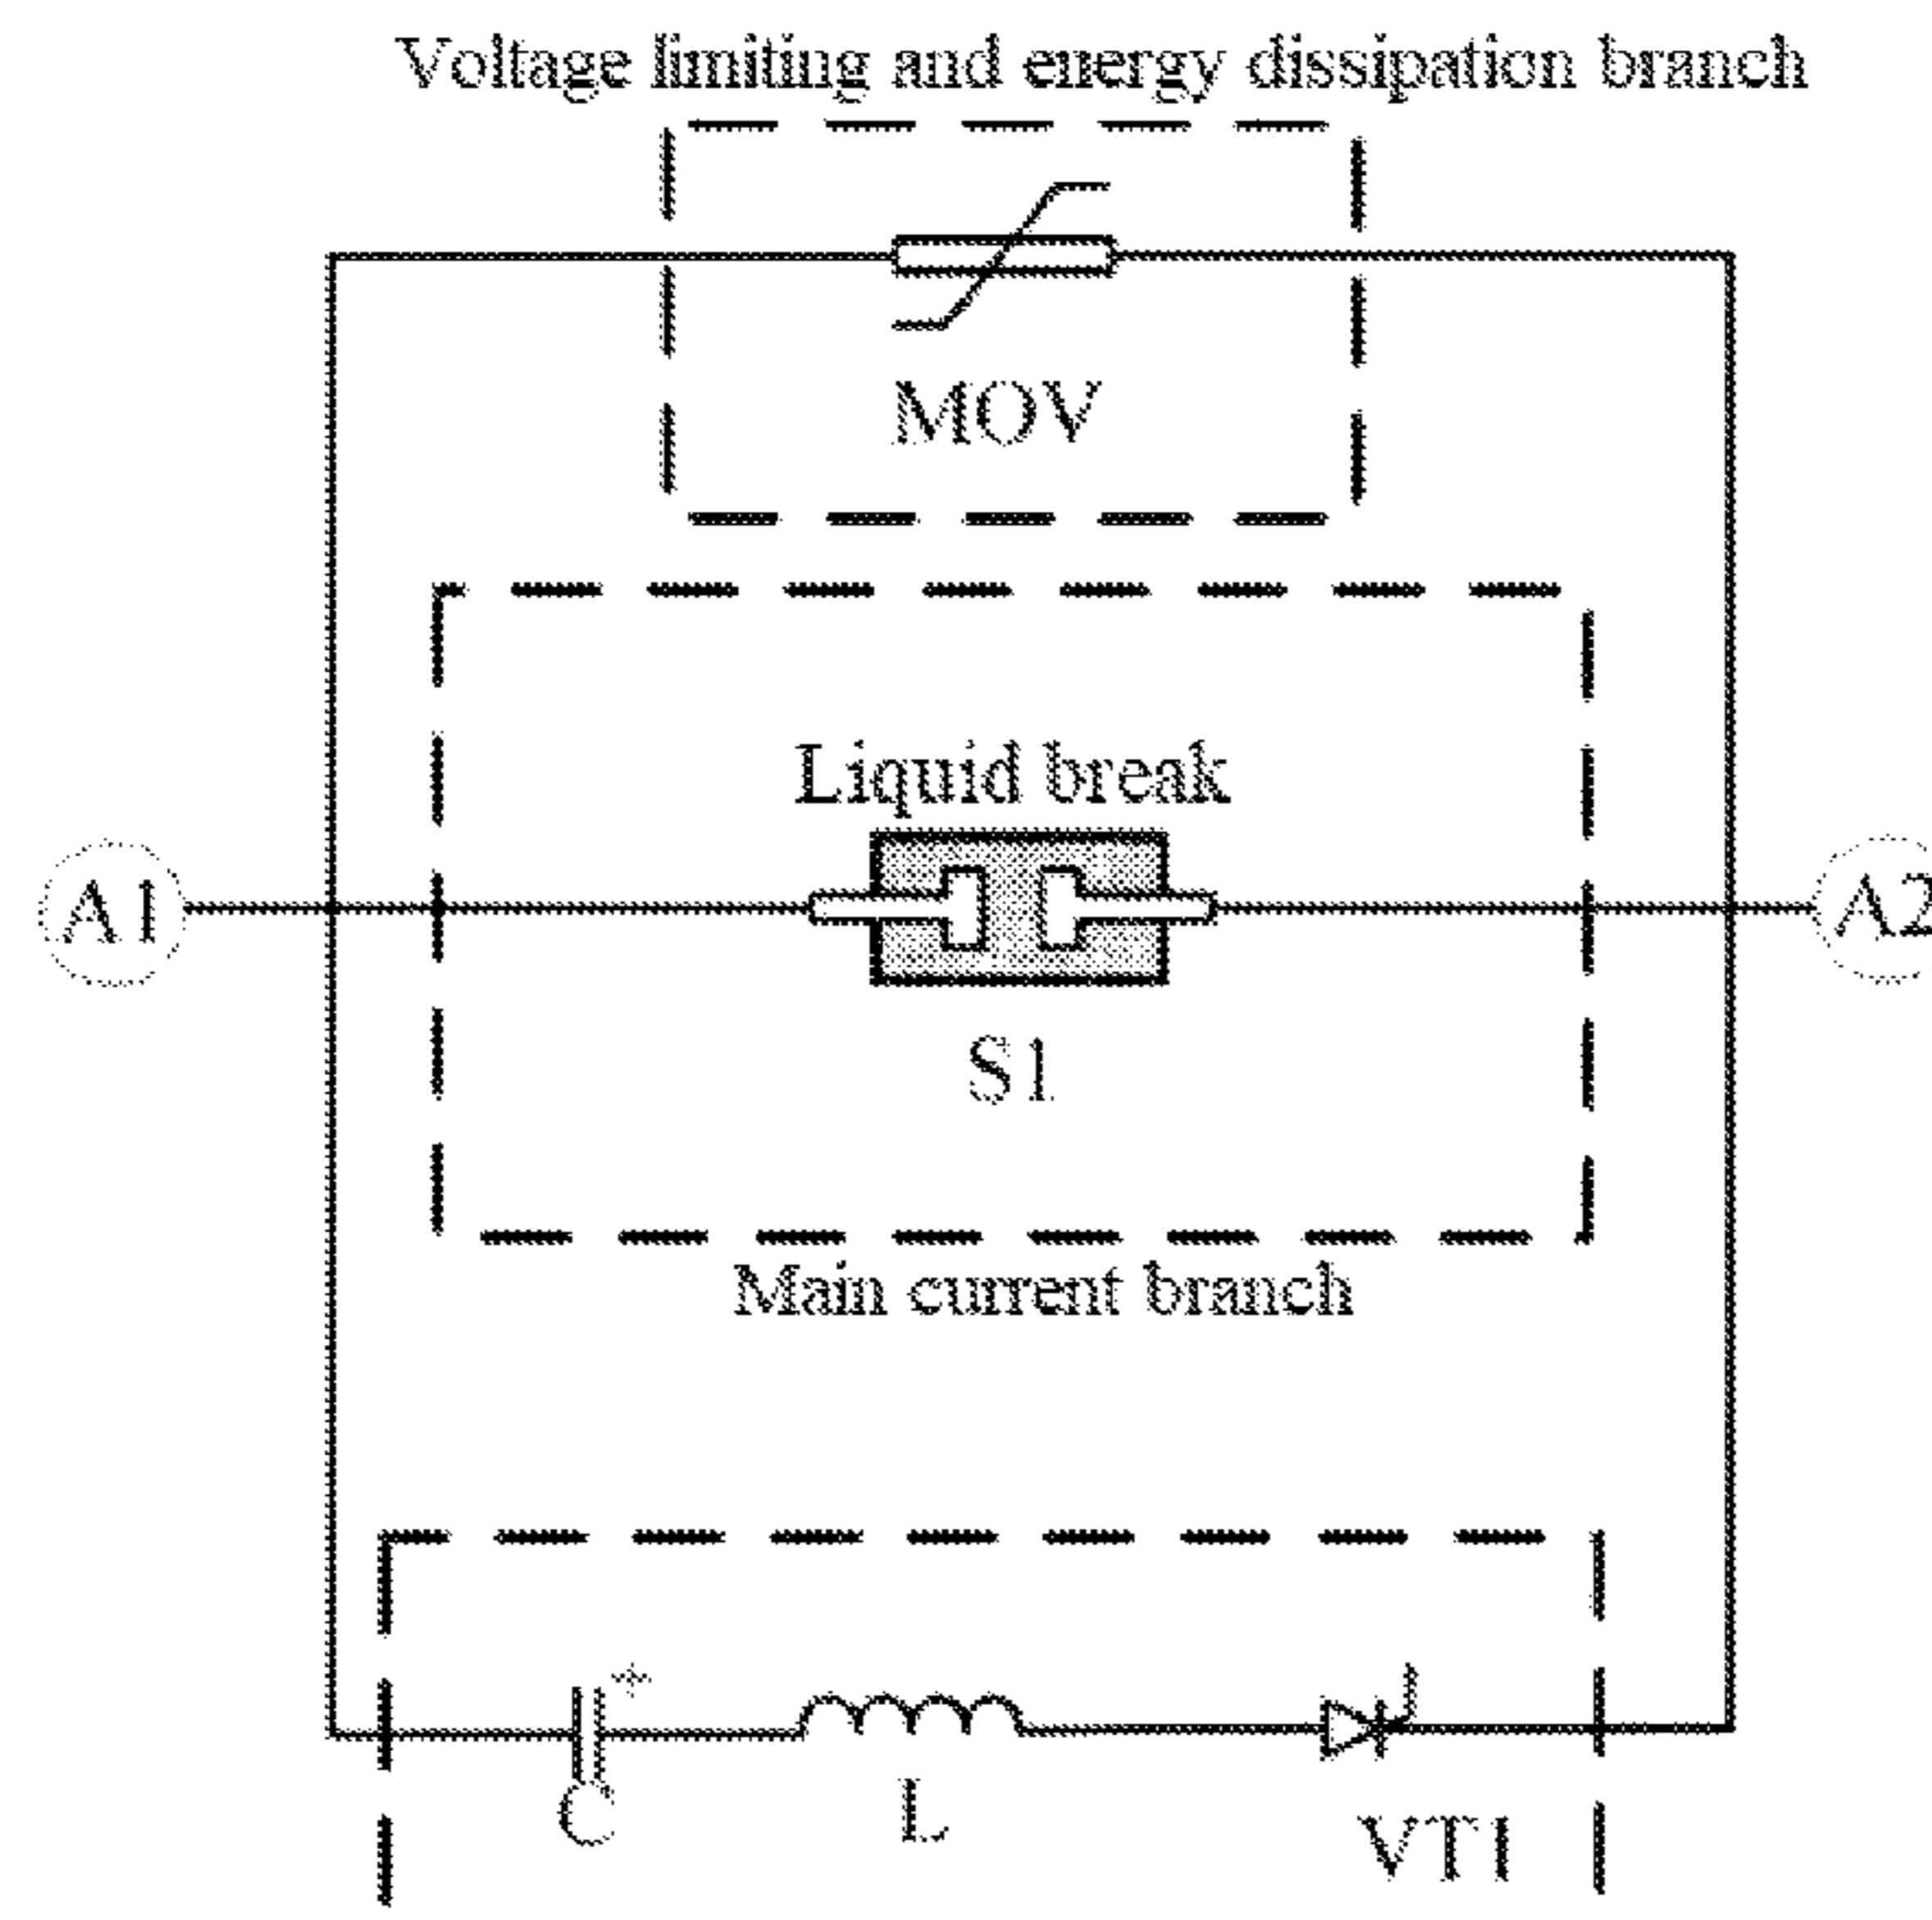 Voltage limiting and energy dissipation branch
MOV
Liquid break
A1
A2
S1
Main current branch
+
C
L
VT1